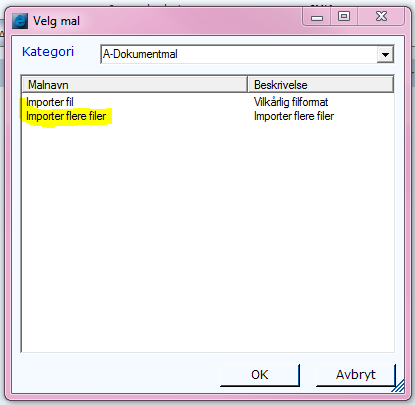 Velg mal
Kategori A-Dokumentmal
Malnavn Beskrivelse
Importer fil Vilkårlig filformat
Importer flere filer Importer flere filer
OK Avbryt